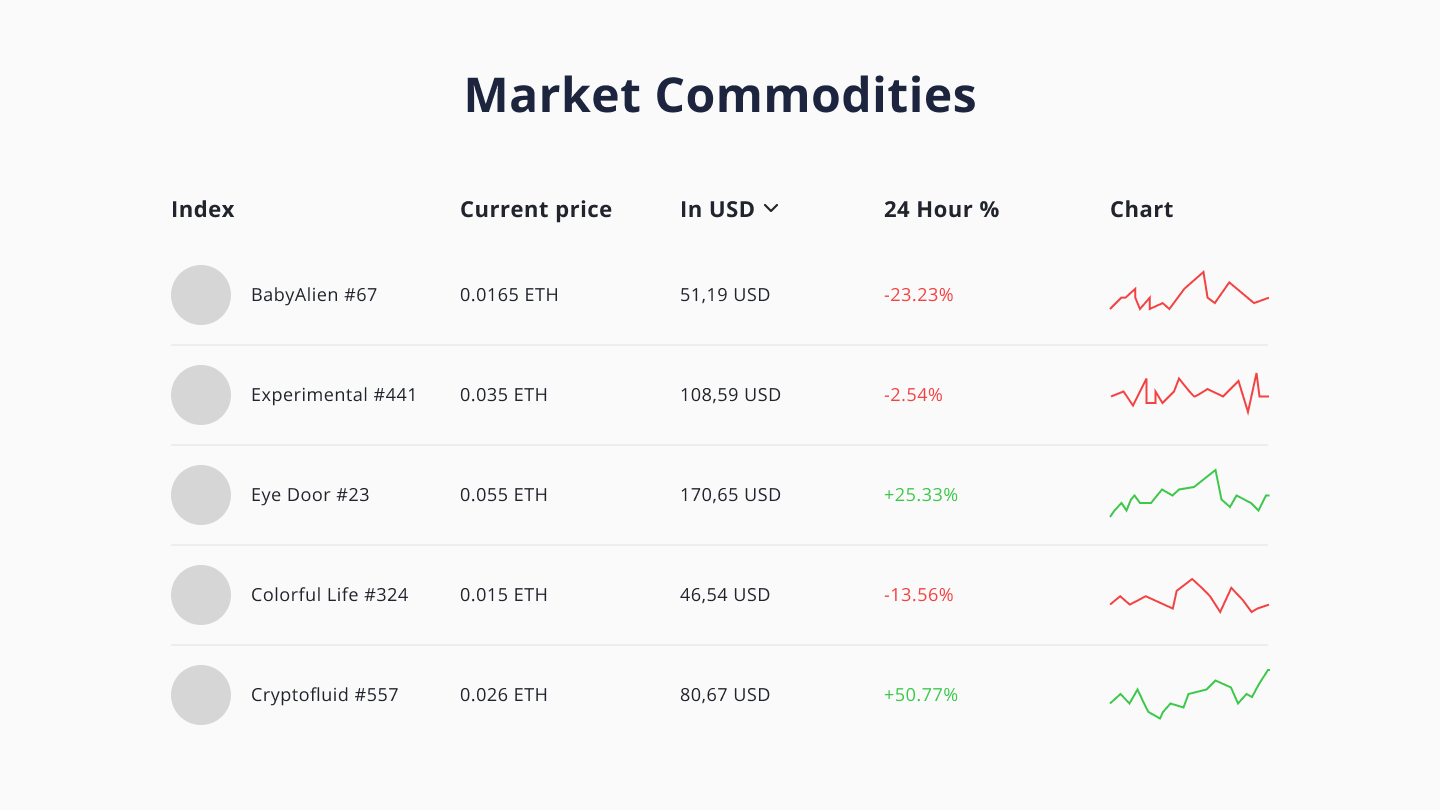 Market Commodities
Index Current price In USD 24 Hour % Chart
BabyAlien #67 0.0165 ETH 51,19 USD -23.23%
Experimental #441 0.035 ETH 108,59 USD -2.54%
Eye Door #23 0.055 ETH 170,65 USD +25.33%
Colorful Life #324 0.015 ETH 46,54 USD -13.56%
Cryptofluid #557 0.026 ETH 80,67 USD +50.77%